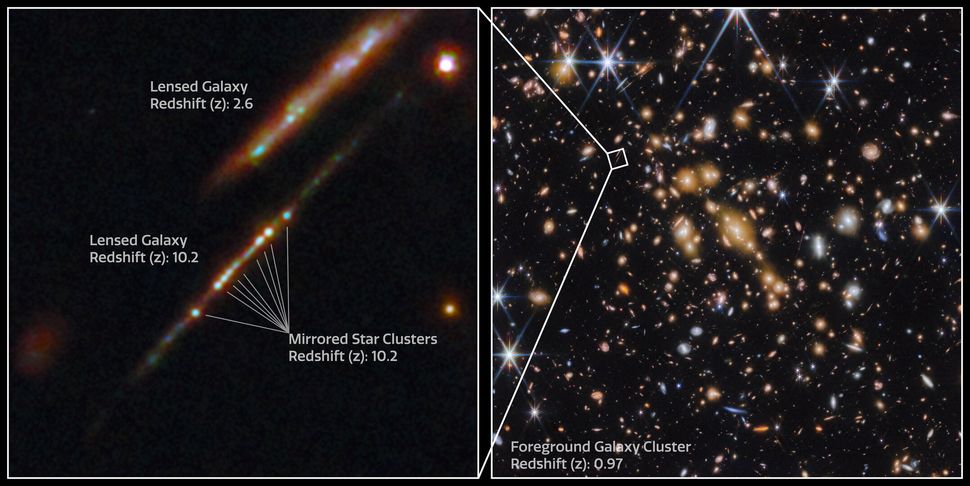 Lensed Galaxy
Redshift (z): 2.6
Lensed Galaxy
Redshift (z): 10.2
Mirrored Star Clusters
Redshift (z): 10.2
Foreground Galaxy Cluster
Redshift (z): 0.97